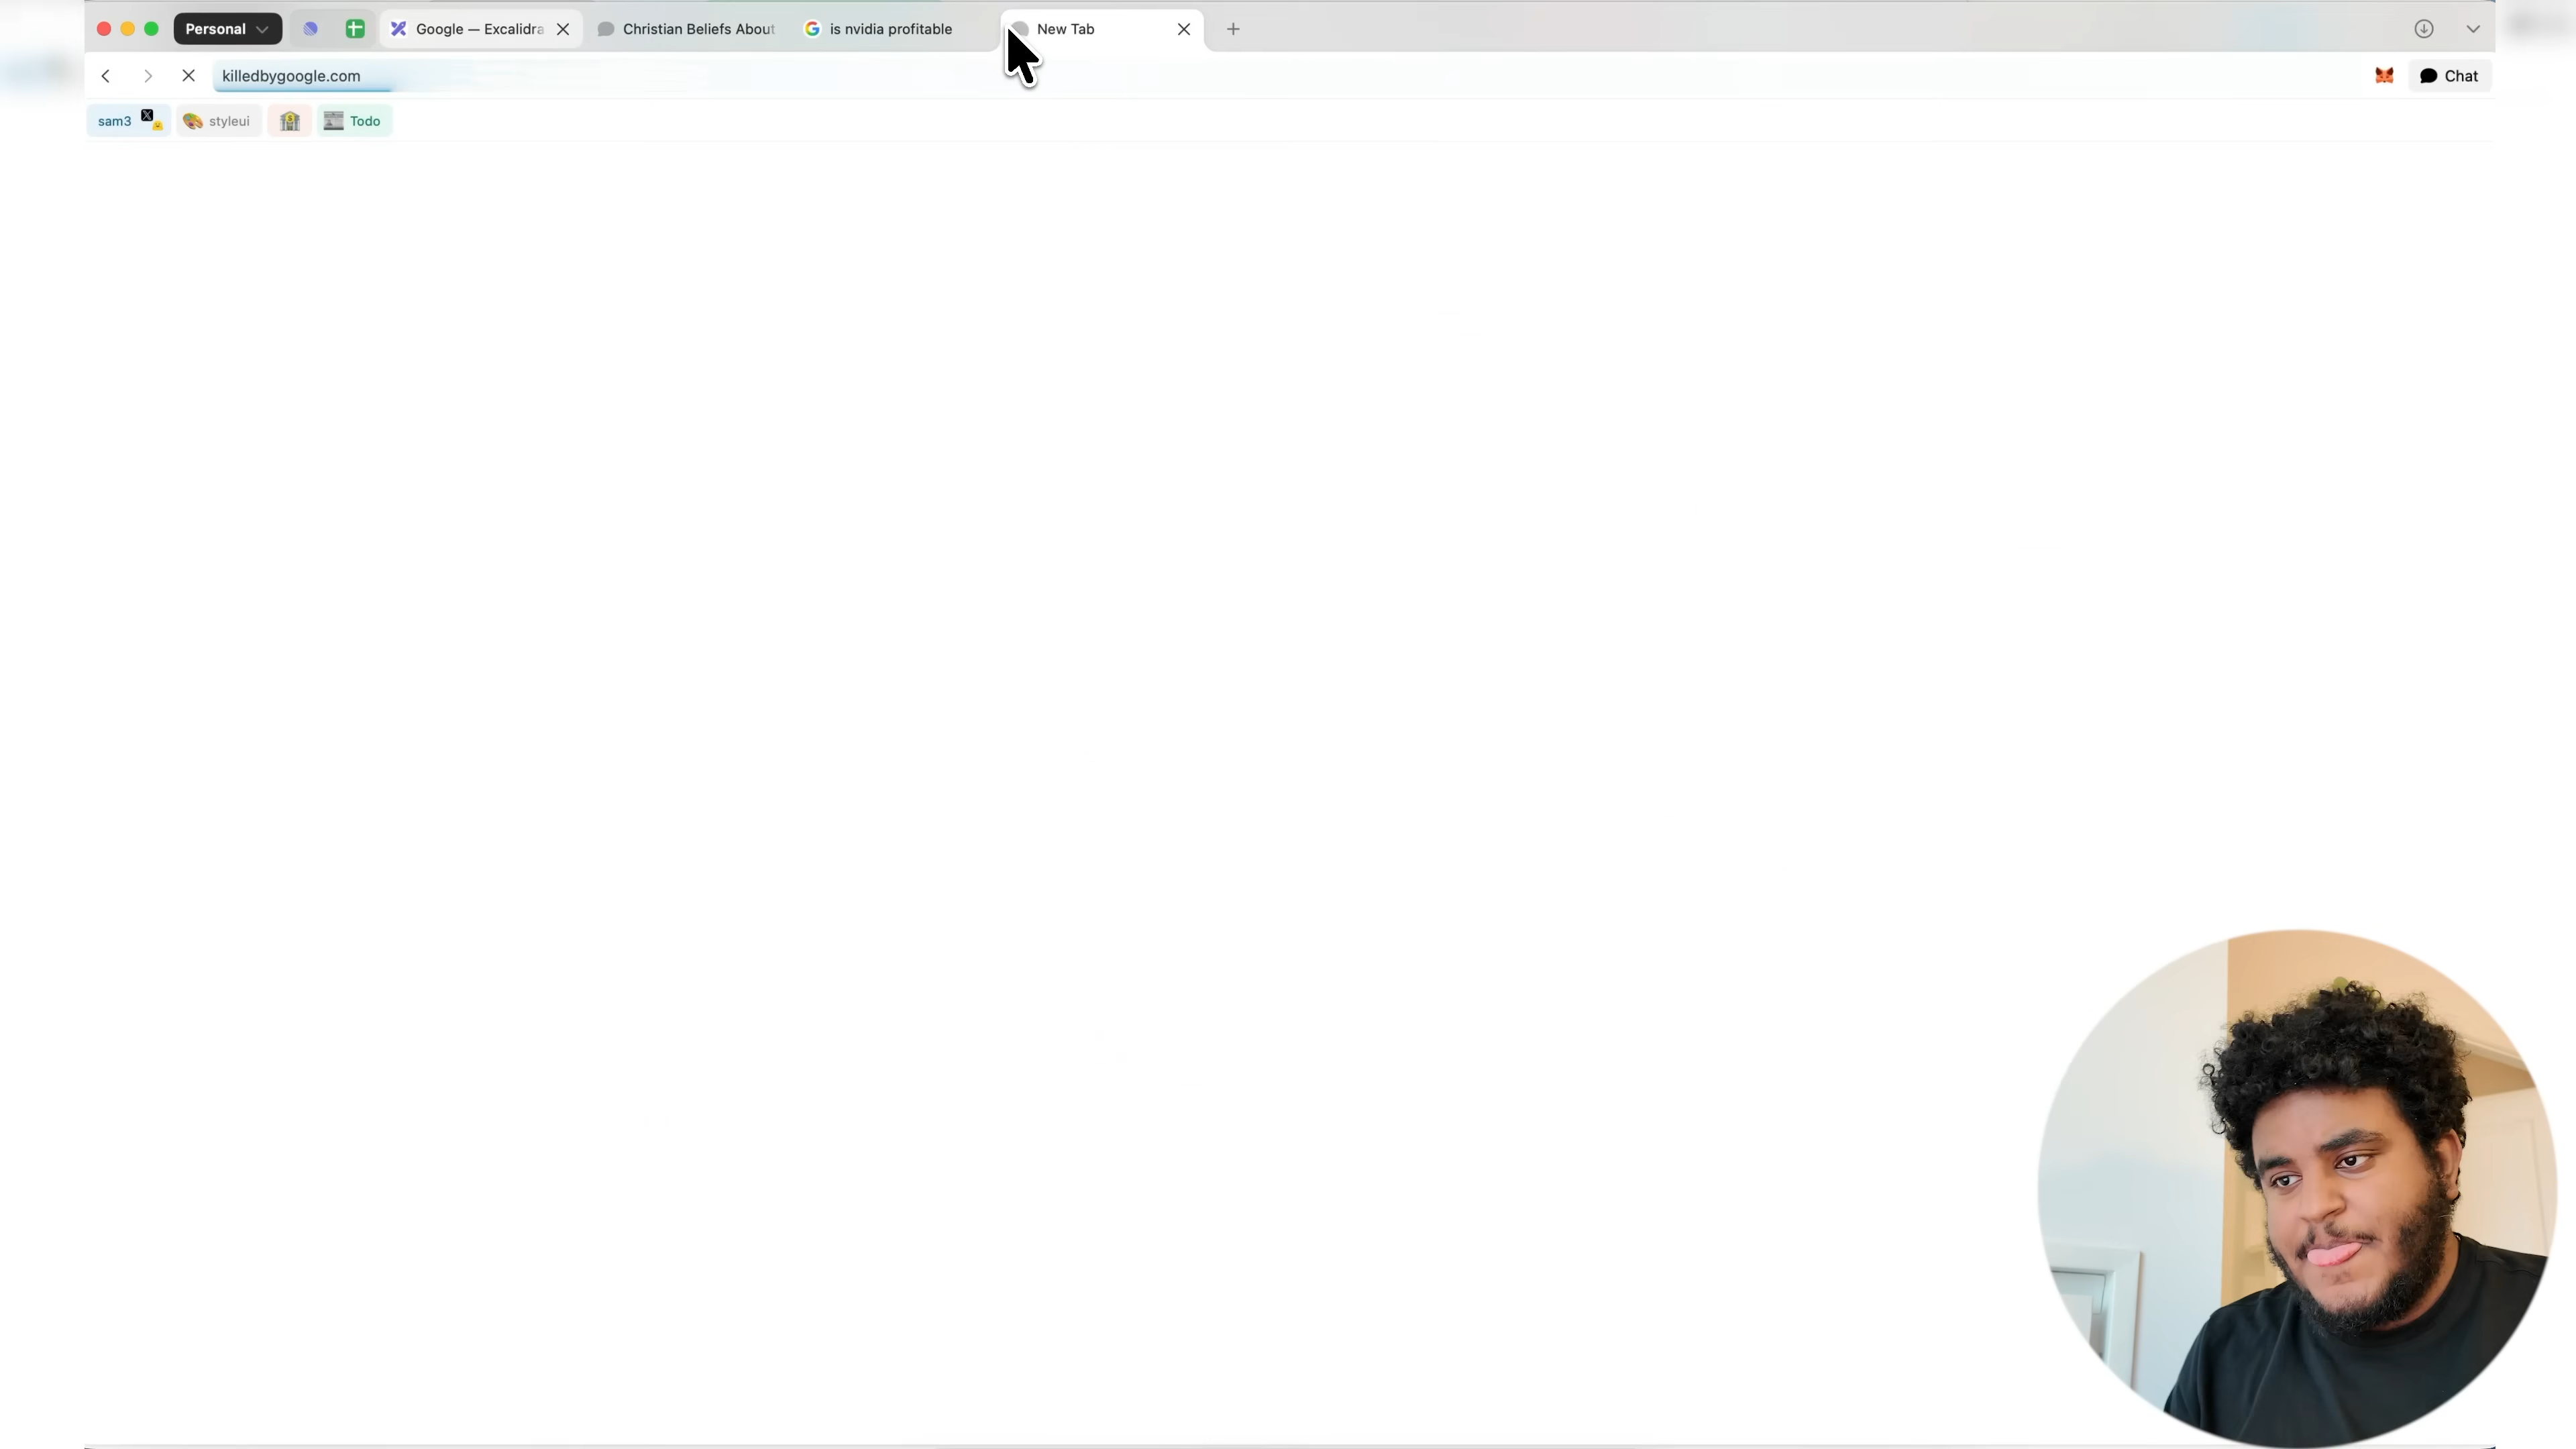 Personal
Google — Excalidra
Christian Beliefs About
is nvidia profitable
New Tab
killedbygoogle.com
Chat
sam3
styleui
Todo